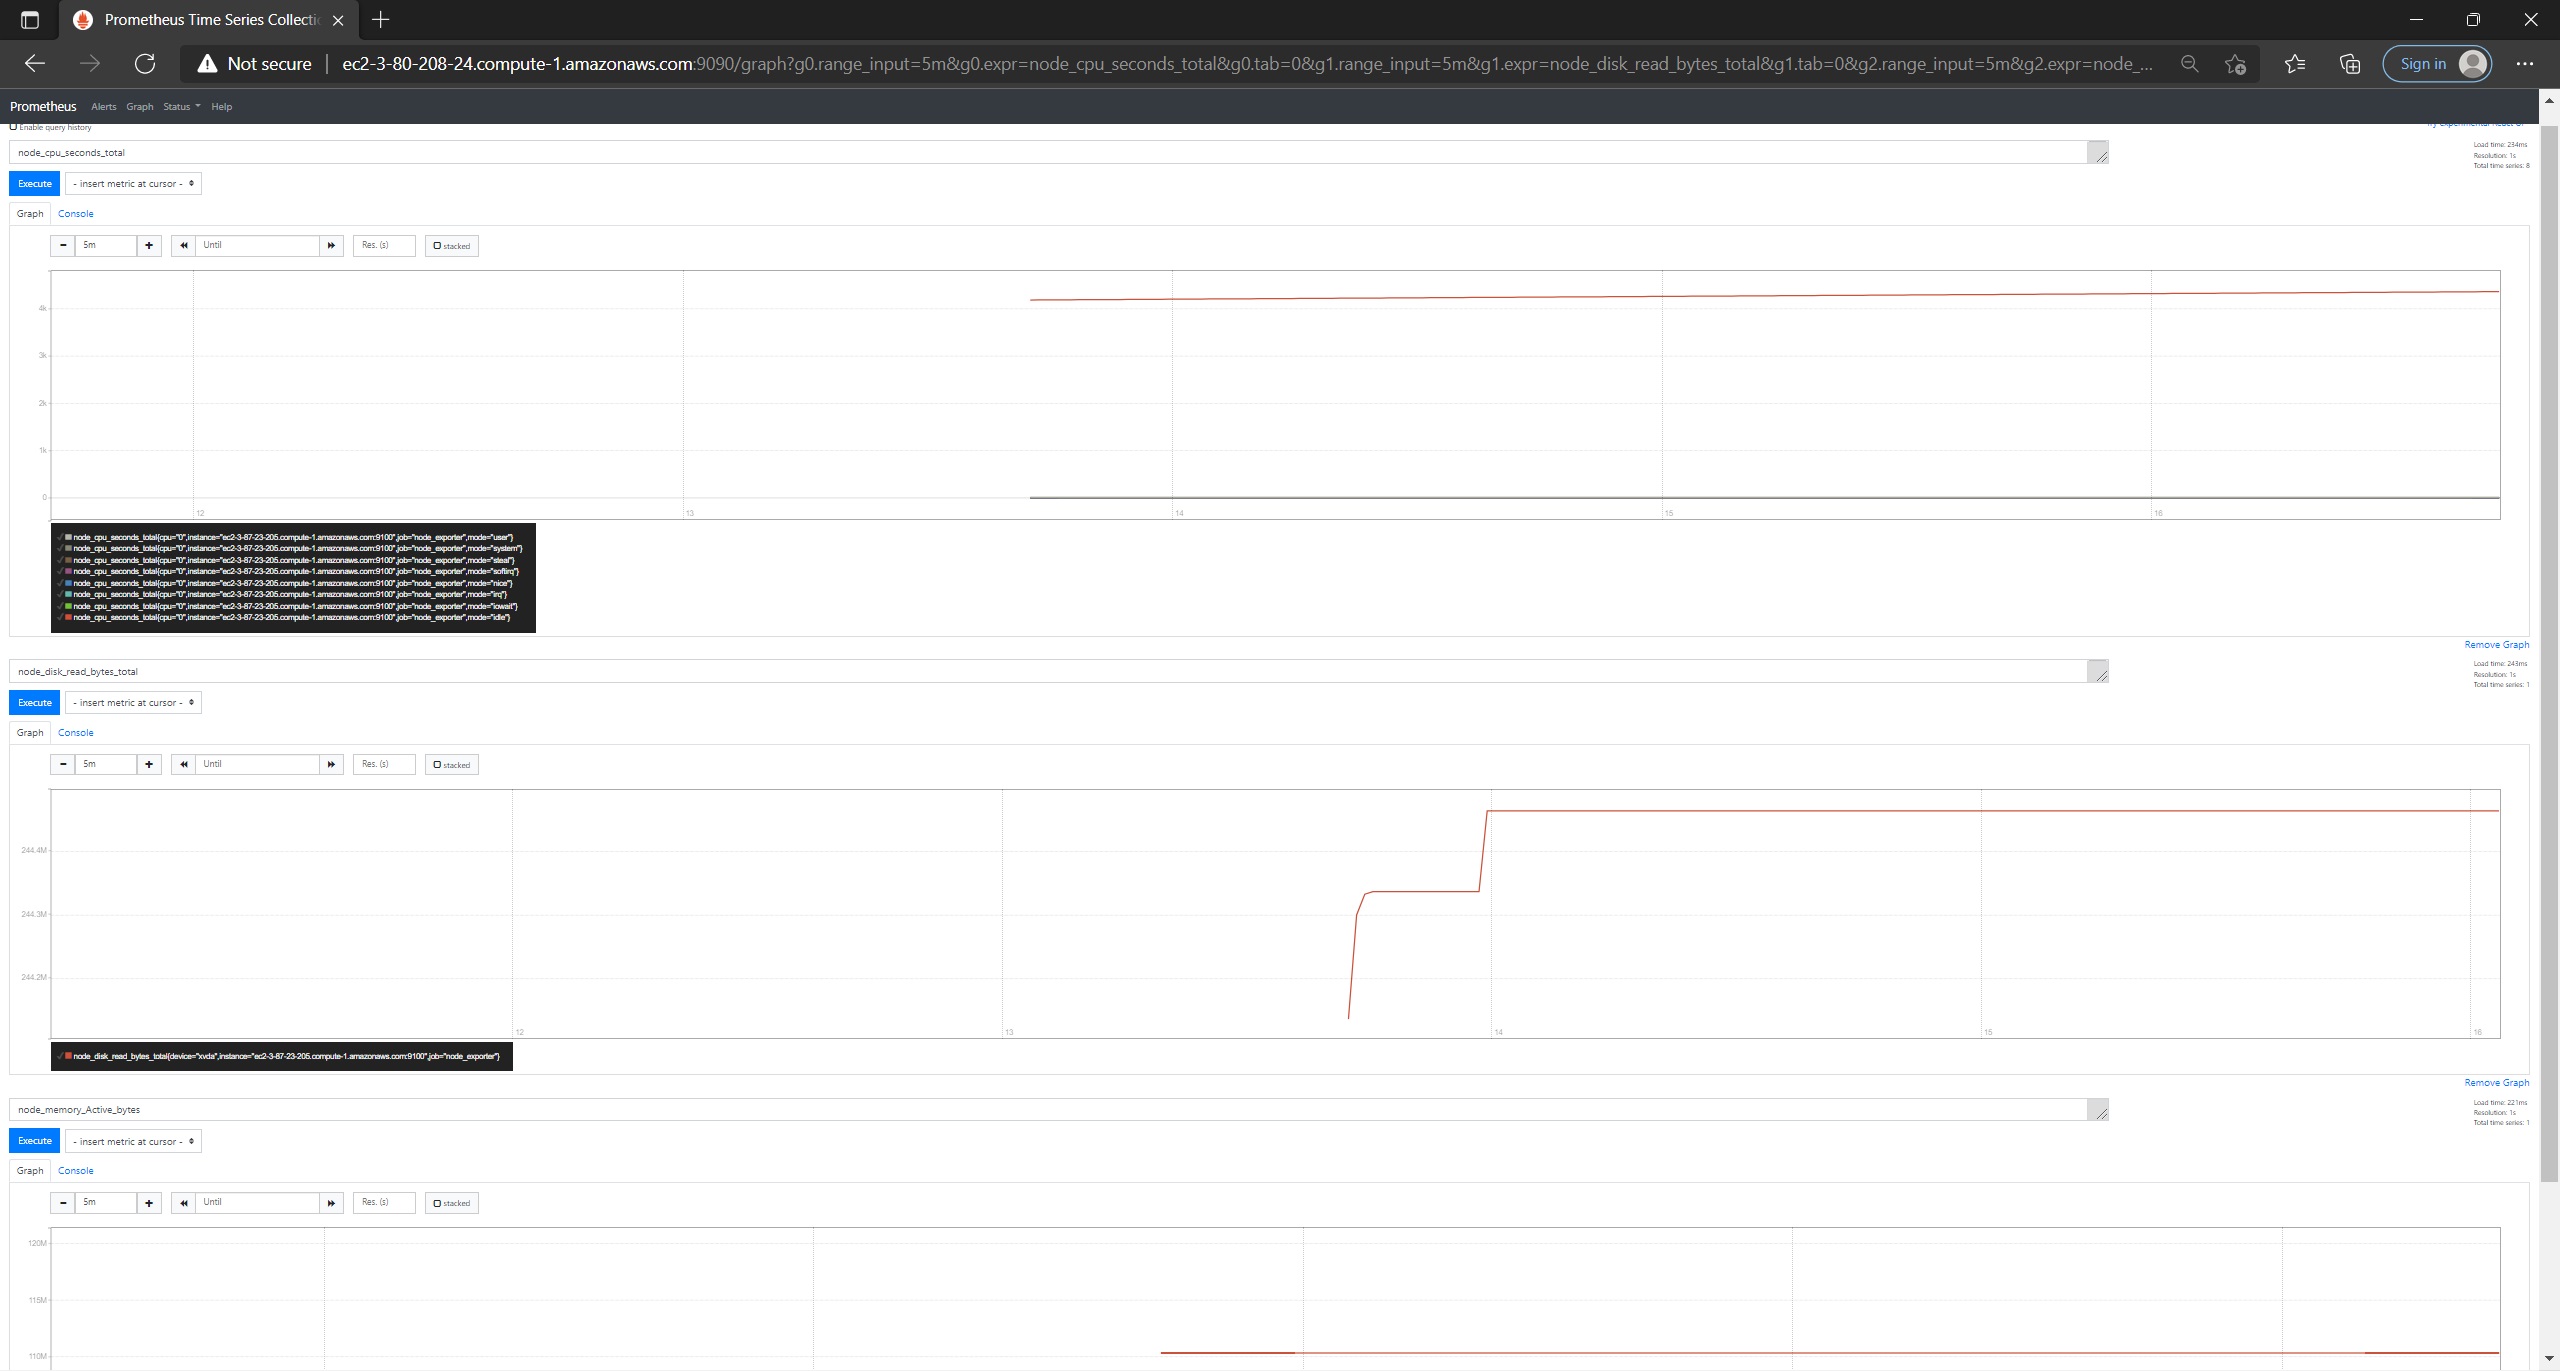 Prometheus Time Series Collectio
Not secure
ec2-3-80-208-24.compute-1.amazonaws.com:9090/graph?g0.range_input=5m&g0.expr=node_cpu_seconds_total&g0.tab=0&g1.range_input=5m&g1.expr=node_disk_read_bytes_total&g1.tab=0&g2.range_input=5m&g2.expr=node_...
Sign in
Prometheus Alerts Graph Status Help
Enable query history
node_cpu_seconds_total
Load time: 234ms
Resolution: 1s
Total time series: 8
Execute
- insert metric at cursor -
Graph Console
5m Until Res. (s) stacked
4k
3k
2k
1k
0
12 13 14 15 16
node_cpu_seconds_total{cpu="0",instance="ec2-3-87-23-205.compute-1.amazonaws.com:9100",job="node_exporter",mode="user"}
node_cpu_seconds_total{cpu="0",instance="ec2-3-87-23-205.compute-1.amazonaws.com:9100",job="node_exporter",mode="system"}
node_cpu_seconds_total{cpu="0",instance="ec2-3-87-23-205.compute-1.amazonaws.com:9100",job="node_exporter",mode="steal"}
node_cpu_seconds_total{cpu="0",instance="ec2-3-87-23-205.compute-1.amazonaws.com:9100",job="node_exporter",mode="softirq"}
node_cpu_seconds_total{cpu="0",instance="ec2-3-87-23-205.compute-1.amazonaws.com:9100",job="node_exporter",mode="nice"}
node_cpu_seconds_total{cpu="0",instance="ec2-3-87-23-205.compute-1.amazonaws.com:9100",job="node_exporter",mode="irq"}
node_cpu_seconds_total{cpu="0",instance="ec2-3-87-23-205.compute-1.amazonaws.com:9100",job="node_exporter",mode="iowait"}
node_cpu_seconds_total{cpu="0",instance="ec2-3-87-23-205.compute-1.amazonaws.com:9100",job="node_exporter",mode="idle"}
Remove Graph
node_disk_read_bytes_total
Load time: 243ms
Resolution: 1s
Total time series: 1
Execute
- insert metric at cursor -
Graph Console
5m Until Res. (s) stacked
244.4M
244.3M
244.2M
12 13 14 15 16
node_disk_read_bytes_total{device="xvda",instance="ec2-3-87-23-205.compute-1.amazonaws.com:9100",job="node_exporter"}
Remove Graph
node_memory_Active_bytes
Load time: 221ms
Resolution: 1s
Total time series: 1
Execute
- insert metric at cursor -
Graph Console
5m Until Res. (s) stacked
120M
115M
110M